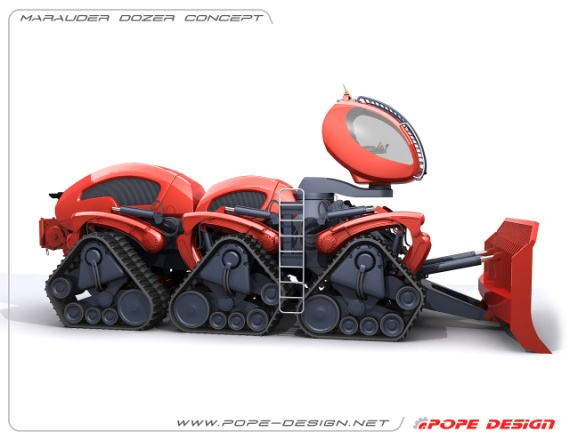 MARAUDER DOZER CONCEPT
WWW.POPE-DESIGN.NET / POPE DESIGN